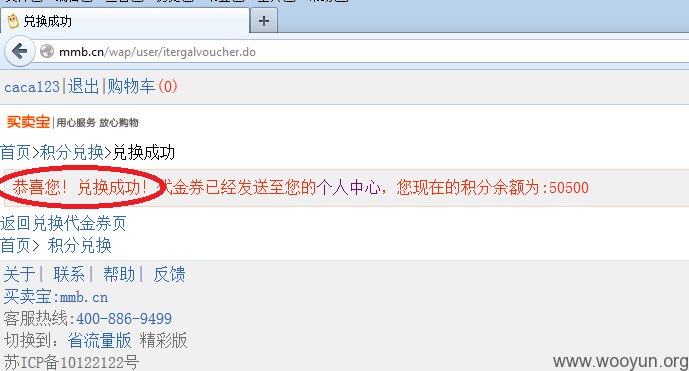 兑换成功
mmb.cn/wap/user/itergalvoucher.do
caca123|退出|购物车(0)
买卖宝 | 用心服务 放心购物
首页>积分兑换>兑换成功
恭喜您！兑换成功！代金券已经发送至您的个人中心，您现在的积分余额为:50500
返回兑换代金券页
首页> 积分兑换
关于| 联系| 帮助| 反馈
买卖宝:mmb.cn
客服热线:400-886-9499
切换到：省流量版 精彩版
苏ICP备10122122号
www.wooyun.org